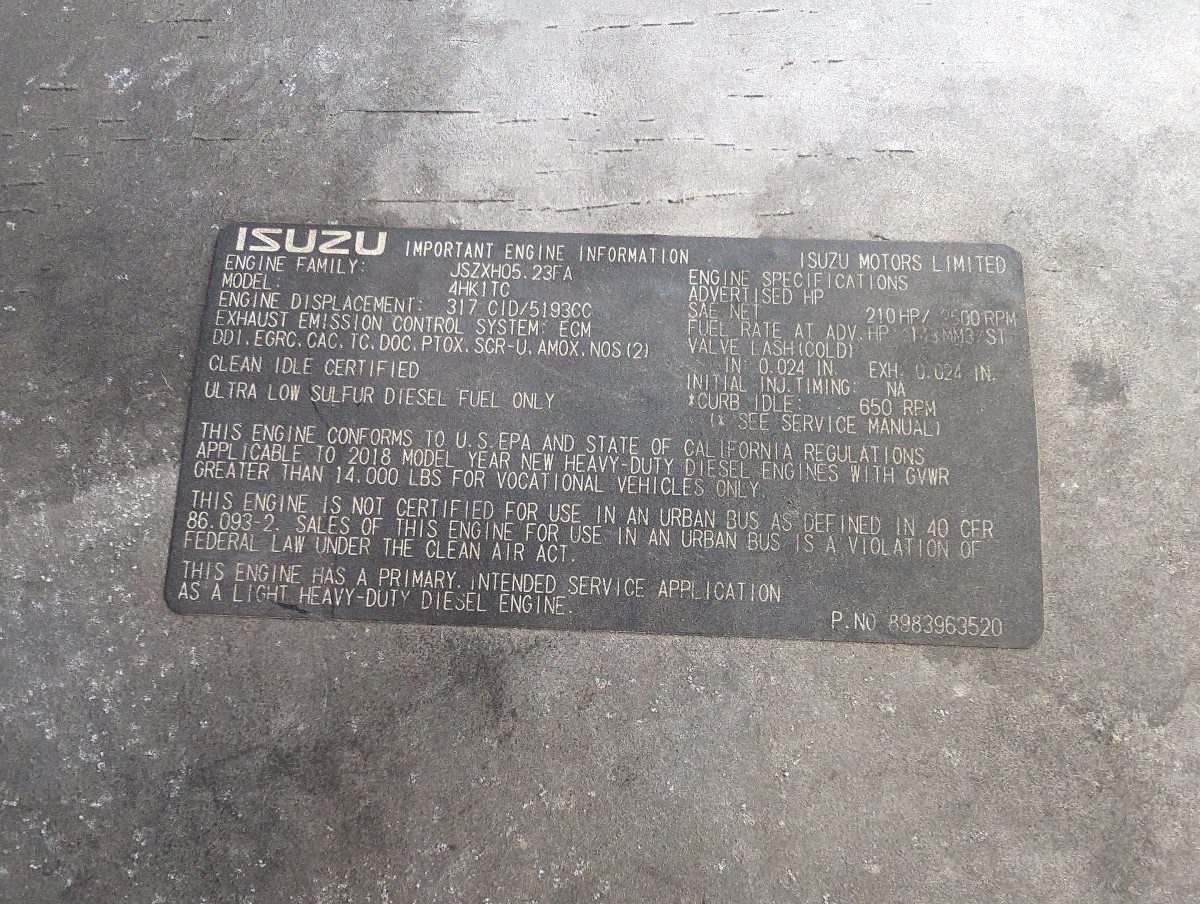 ISUZU IMPORTANT ENGINE INFORMATION ISUZU MOTORS LIMITED
ENGINE FAMILY: JSZXH05.23FA
MODEL: 4HK1TC
ENGINE DISPLACEMENT: 317 CID/5193CC
EXHAUST EMISSION CONTROL SYSTEM: ECM
DDI.EGRC.CAC.TC.DOC.PTOX.SCR-U.AMOX.NOS(2)
CLEAN IDLE CERTIFIED
ULTRA LOW SULFUR DIESEL FUEL ONLY
ENGINE SPECIFICATIONS
ADVERTISED HP
SAE NET 210HP/ RPM
FUEL RATE AT ADV.HP
VALVE LASH(COLD)
IN 0.024 IN. EXH. 0.024 IN.
INITIAL INJ.TIMING: NA
*CURB IDLE: 650 RPM
(* SEE SERVICE MANUAL)
THIS ENGINE CONFORMS TO U.S.EPA AND STATE OF CALIFORNIA REGULATIONS
APPLICABLE TO 2018 MODEL YEAR NEW HEAVY-DUTY DIESEL ENGINES WITH GVWR
GREATER THAN 14.000 LBS FOR VOCATIONAL VEHICLES ONLY.
THIS ENGINE IS NOT CERTIFIED FOR USE IN AN URBAN BUS AS DEFINED IN 40 CFR
86.093-2. SALES OF THIS ENGINE FOR USE IN AN URBAN BUS IS A VIOLATION OF
FEDERAL LAW UNDER THE CLEAN AIR ACT.
THIS ENGINE HAS A PRIMARY. INTENDED SERVICE APPLICATION
AS A LIGHT HEAVY-DUTY DIESEL ENGINE.
P.NO 8983963520